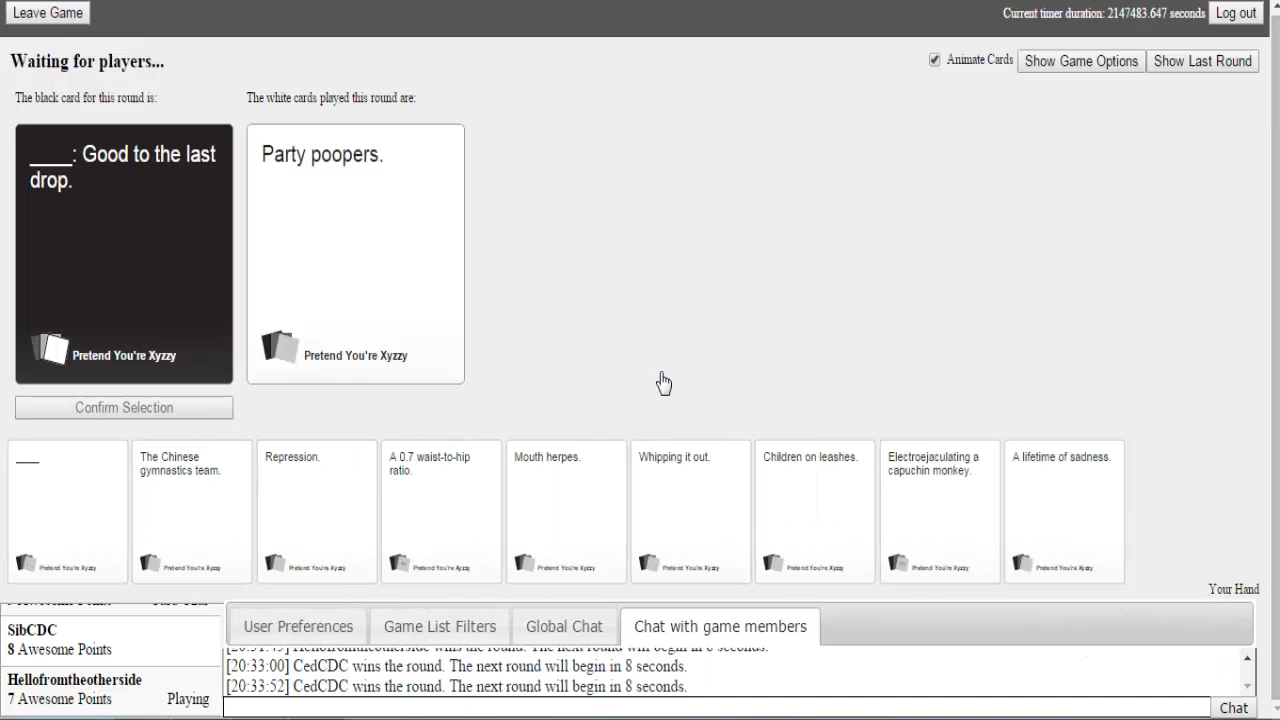 Leave Game
Current timer duration: 2147483.647 seconds
Log out
Waiting for players...
Animate Cards
Show Game Options
Show Last Round
The black card for this round is:
The white cards played this round are:
____: Good to the last
drop.
Pretend You're Xyzzy
Party poopers.
Pretend You're Xyzzy
Confirm Selection
____
Pretend You're Xyzzy
The Chinese
gymnastics team.
Pretend You're Xyzzy
Repression.
Pretend You're Xyzzy
A 0.7 waist-to-hip
ratio.
Pretend You're Xyzzy
Mouth herpes.
Pretend You're Xyzzy
Whipping it out.
Pretend You're Xyzzy
Children on leashes.
Pretend You're Xyzzy
Electroejaculating a
capuchin monkey.
Pretend You're Xyzzy
A lifetime of sadness.
Pretend You're Xyzzy
Your Hand
SibCDC
8 Awesome Points
Hellofromtheotherside
7 Awesome Points Playing
User Preferences
Game List Filters
Global Chat
Chat with game members
[20:33:00] CedCDC wins the round. The next round will begin in 8 seconds.
[20:33:52] CedCDC wins the round. The next round will begin in 8 seconds.
Chat